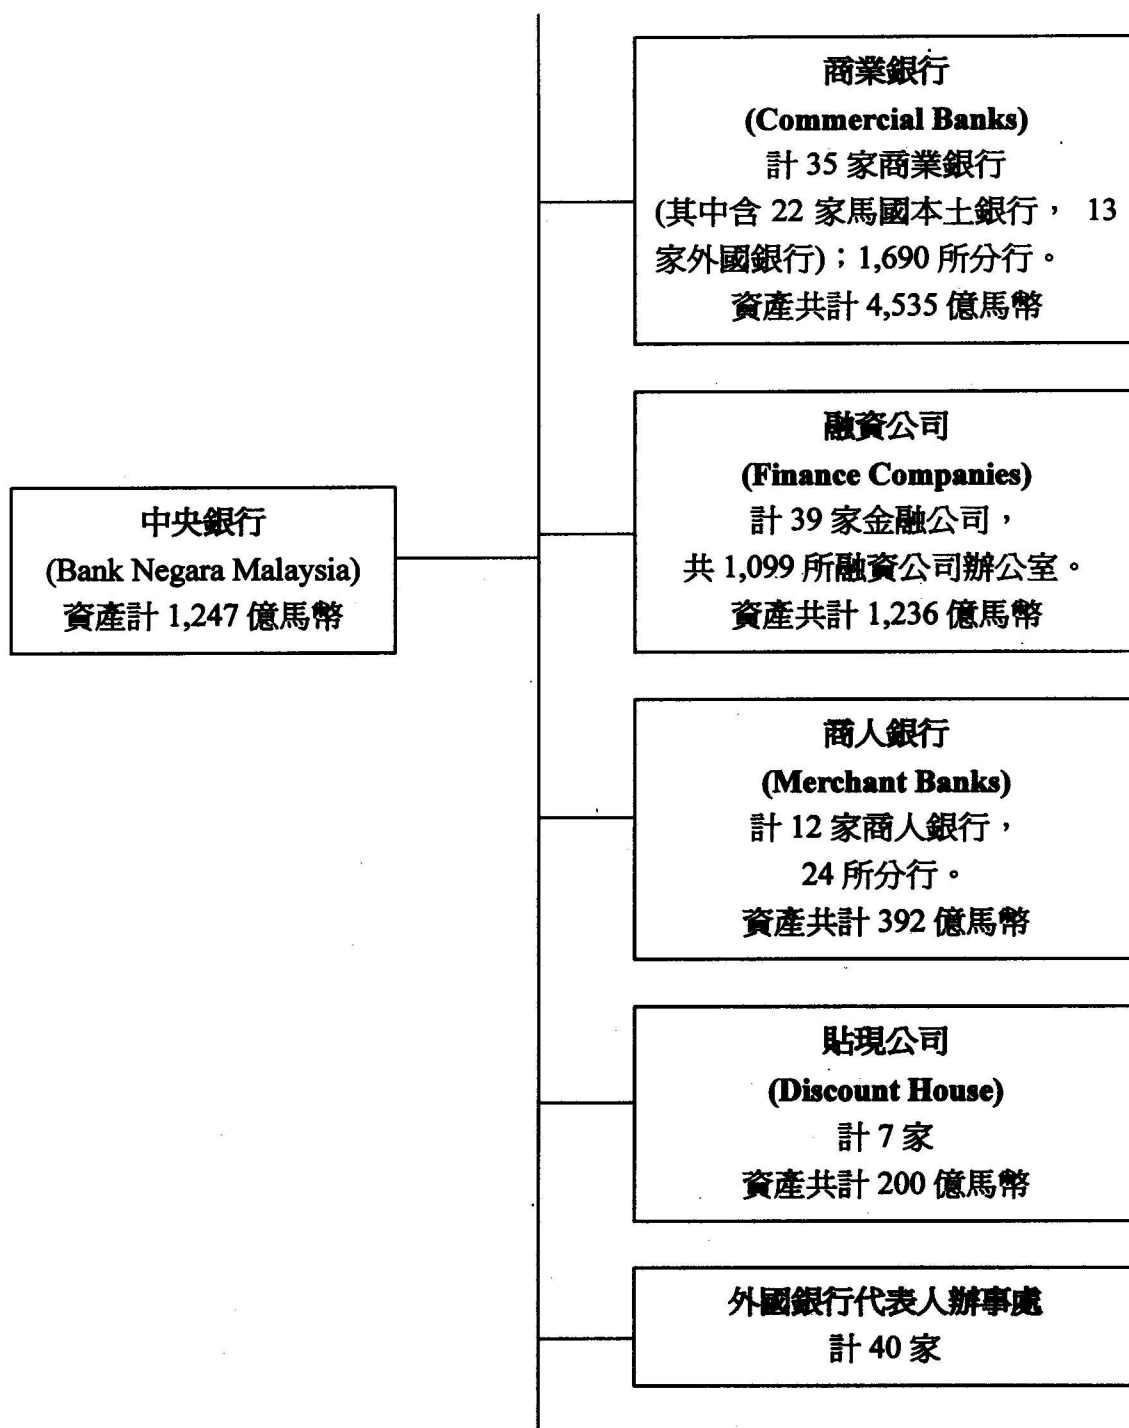 商業銀行
(Commercial Banks)
計 35 家商業銀行
(其中含 22 家馬國本土銀行， 13
家外國銀行)；1,690 所分行。
資產共計 4,535 億馬幣
融資公司
(Finance Companies)
計 39 家金融公司，
共 1,099 所融資公司辦公室。
資產共計 1,236 億馬幣
中央銀行
(Bank Negara Malaysia)
資產計 1,247 億馬幣
商人銀行
(Merchant Banks)
計 12 家商人銀行，
24 所分行。
資產共計 392 億馬幣
貼現公司
(Discount House)
計 7 家
資產共計 200 億馬幣
外國銀行代表人辦事處
計 40 家